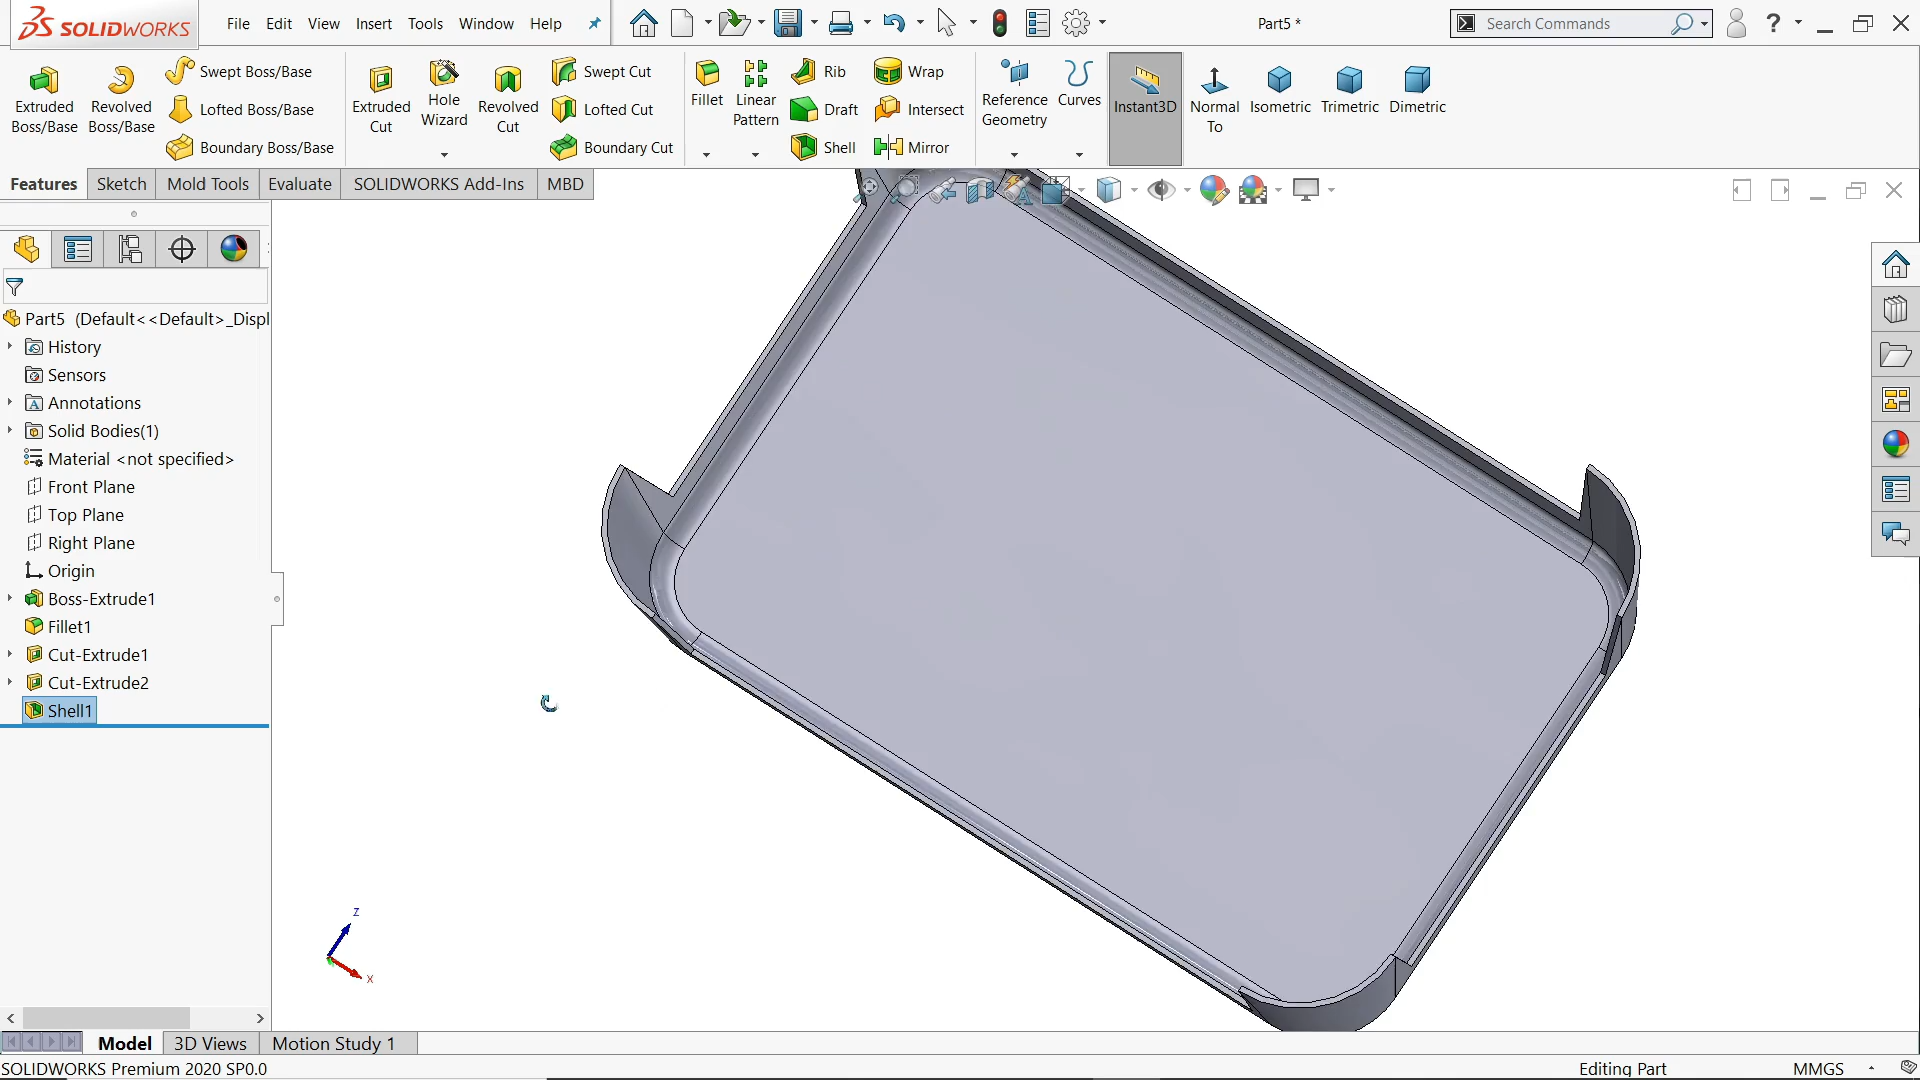 SOLIDWORKS
File Edit View Insert Tools Window Help
Part5 *
Search Commands
Extruded Boss/Base
Revolved Boss/Base
Swept Boss/Base
Lofted Boss/Base
Boundary Boss/Base
Extruded Cut
Hole Wizard
Revolved Cut
Swept Cut
Lofted Cut
Boundary Cut
Fillet
Linear Pattern
Rib
Draft
Shell
Wrap
Intersect
Mirror
Reference Geometry
Curves
Instant3D
Normal To
Isometric
Trimetric
Dimetric
Features Sketch Mold Tools Evaluate SOLIDWORKS Add-Ins MBD
Part5 (Default<<Default>_Displ
History
Sensors
Annotations
Solid Bodies(1)
Material <not specified>
Front Plane
Top Plane
Right Plane
Origin
Boss-Extrude1
Fillet1
Cut-Extrude1
Cut-Extrude2
Shell1
Z
X
Model 3D Views Motion Study 1
SOLIDWORKS Premium 2020 SP0.0
Editing Part
MMGS